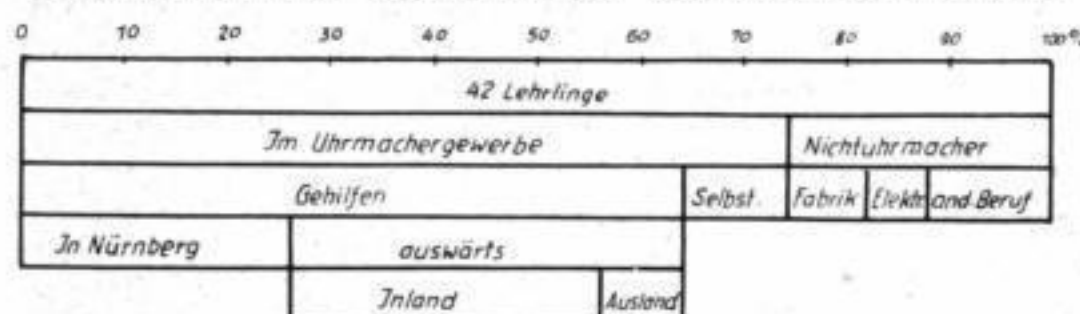 0 10 20 30 40 50 60 70 80 90 100%
42 Lehrlinge
Jm Uhrmachergewerbe Nichtuhrmacher
Gehilfen Selbst. Fabrik Elektr. and. Beruf
Jn Nürnberg auswärts
Jnland Ausland